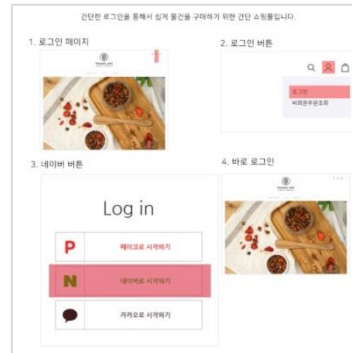 간단한 로그인을 통해서 쉽게 물건을 구매하기 위한 간단 쇼핑몰입니다.
1. 로그인 페이지
2. 로그인 버튼
로그인
비회원주문조회
3. 네이버 버튼
4. 바로 로그인
Log in
P 페이코로 시작하기
N 네이버로 시작하기
카카오로 시작하기